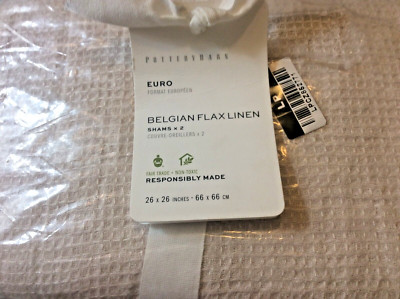 POTTERY BARN
EURO
FORMAT EUROPÉEN
BELGIAN FLAX LINEN
SHAMS × 2
COUVRE-OREILLERS × 2
FAIR TRADE + NON-TOXIC
RESPONSIBLY MADE
26 x 26 INCHES • 66 x 66 CM
LP